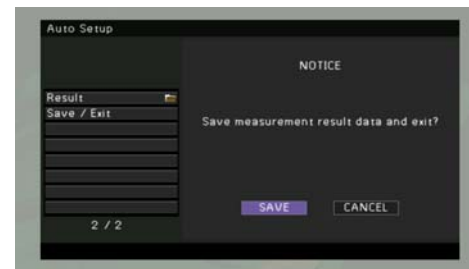 Auto Setup
NOTICE
Result
Save / Exit
Save measurement result data and exit?
SAVE CANCEL
2 / 2